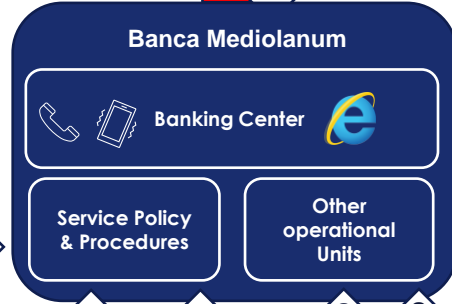 Banca Mediolanum
Banking Center
Service Policy
& Procedures
Other
operational
Units